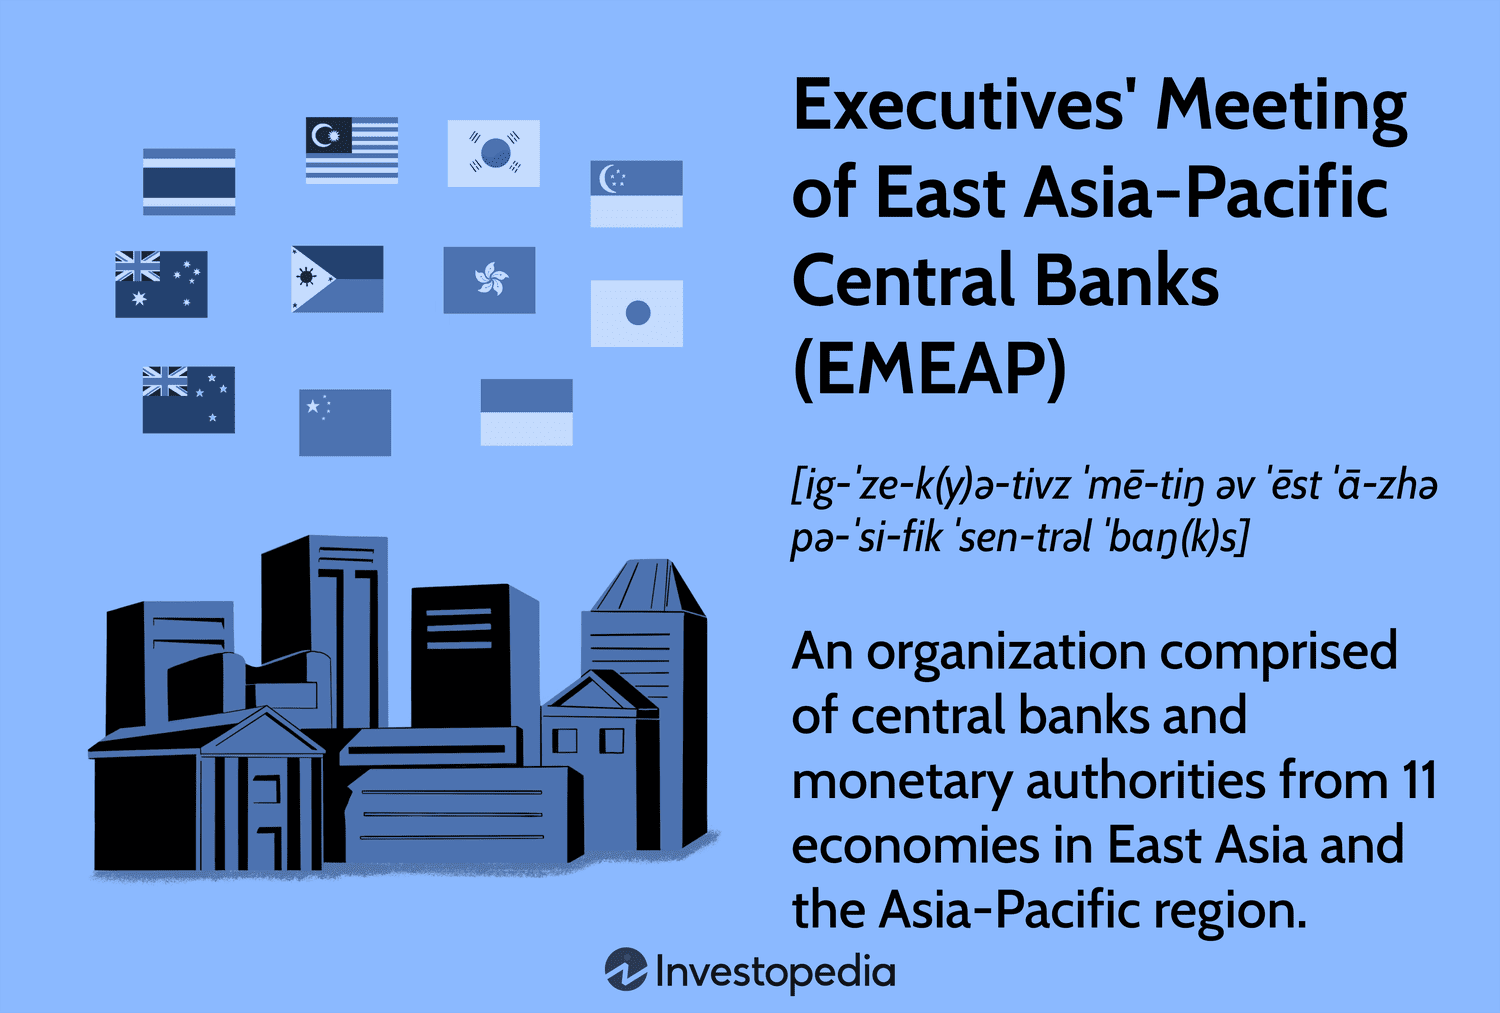 Executives' Meeting
of East Asia-Pacific
Central Banks
(EMEAP)
[ig-ˈze-k(y)ə-tivz ˈmē-tiŋ əv ˈēst ˈā-zhə
pə-ˈsi-fik ˈsen-trəl ˈbaŋ(k)s]
An organization comprised
of central banks and
monetary authorities from 11
economies in East Asia and
the Asia-Pacific region.
Investopedia